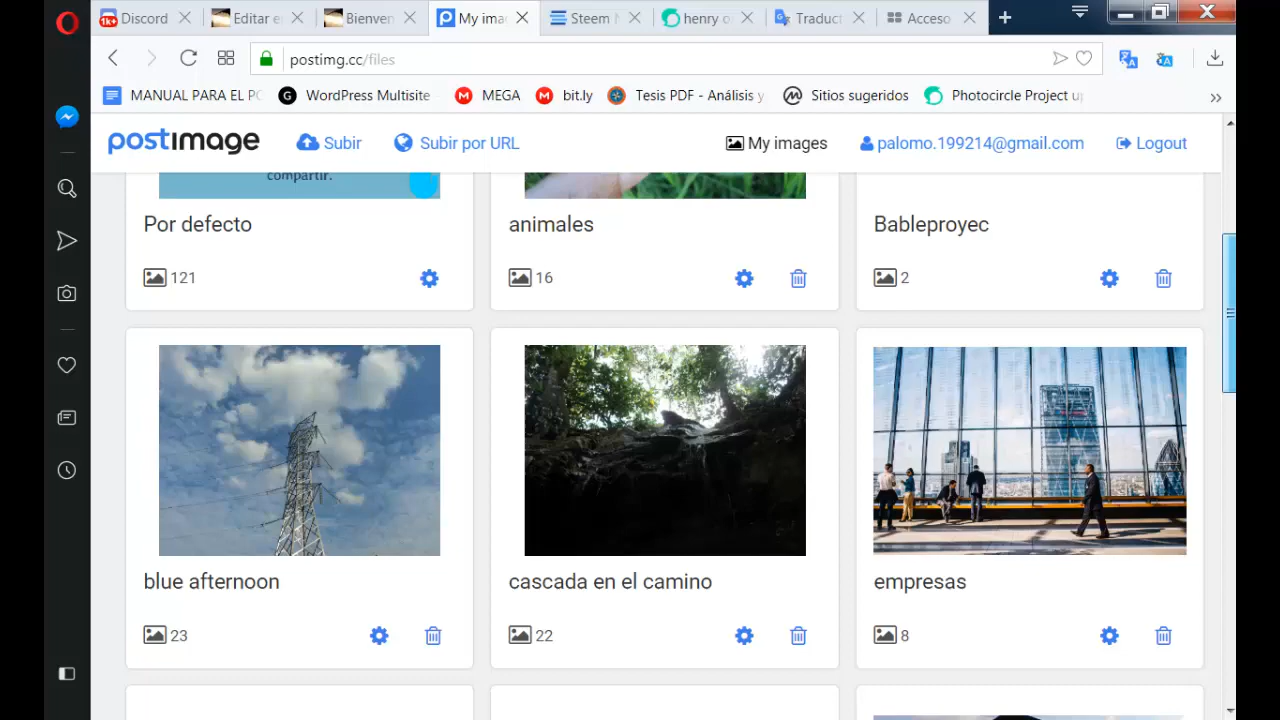 1K+ Discord Editar e Bienven My ima Steem N henry o Traduct Acceso
postimg.cc/files
MANUAL PARA EL P G WordPress Multisite MEGA bit.ly Tesis PDF - Análisis y Sitios sugeridos Photocircle Project up
postimage Subir Subir por URL My images palomo.199214@gmail.com Logout
compartir.
Por defecto animales Bableproyec
121 16 2
blue afternoon cascada en el camino empresas
23 22 8